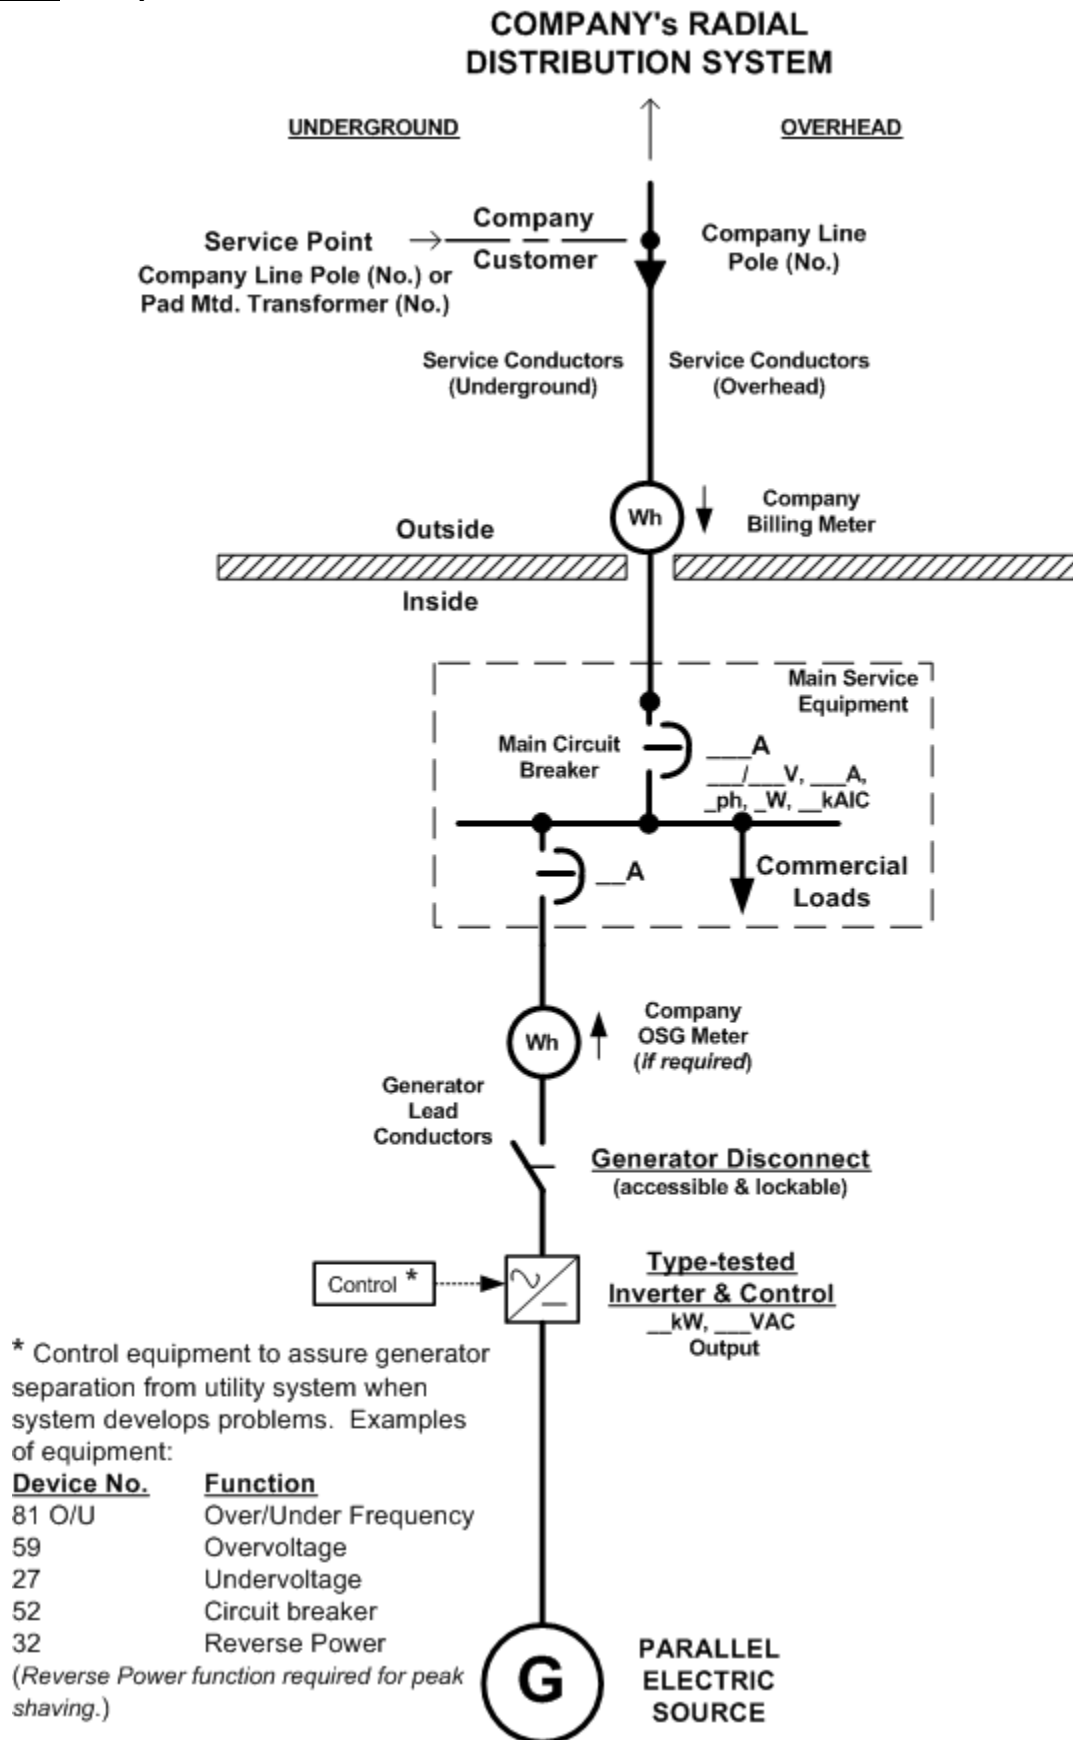 COMPANY's RADIAL
DISTRIBUTION SYSTEM
UNDERGROUND
OVERHEAD
Company
Service Point
Customer
Company Line Pole (No.) or
Pad Mtd. Transformer (No.)
Company Line
Pole (No.)
Service Conductors
(Underground)
Service Conductors
(Overhead)
Wh
Company
Billing Meter
Outside
Inside
Main Service
Equipment
Main Circuit
Breaker
___A
___/___V, ___A,
_ph, _W, __kAIC
__A
Commercial
Loads
Wh
Company
OSG Meter
(if required)
Generator
Lead
Conductors
Generator Disconnect
(accessible & lockable)
Control *
Type-tested
Inverter & Control
__kW, ___VAC
Output
* Control equipment to assure generator
separation from utility system when
system develops problems. Examples
of equipment:
Device No. Function
81 O/U Over/Under Frequency
59 Overvoltage
27 Undervoltage
52 Circuit breaker
32 Reverse Power
(Reverse Power function required for peak
shaving.)
G
PARALLEL
ELECTRIC
SOURCE